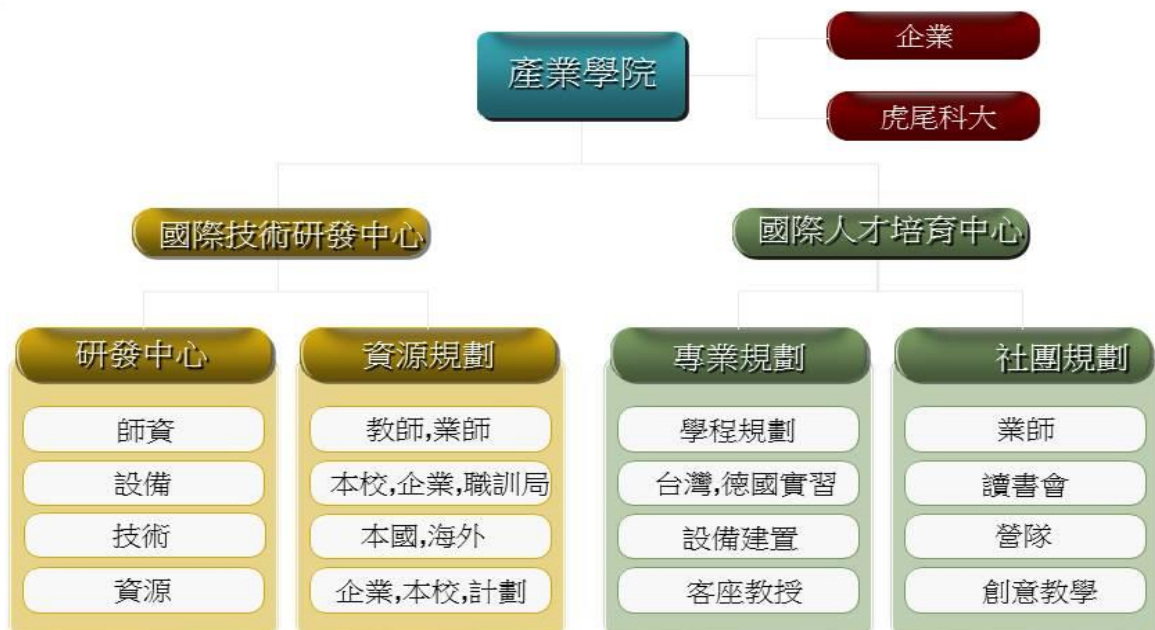 產業學院
企業
虎尾科大
國際技術研發中心
國際人才培育中心
研發中心
師資
設備
技術
資源
資源規劃
教師,業師
本校,企業,職訓局
本國,海外
企業,本校,計劃
專業規劃
學程規劃
台灣,德國實習
設備建置
客座教授
社團規劃
業師
讀書會
營隊
創意教學